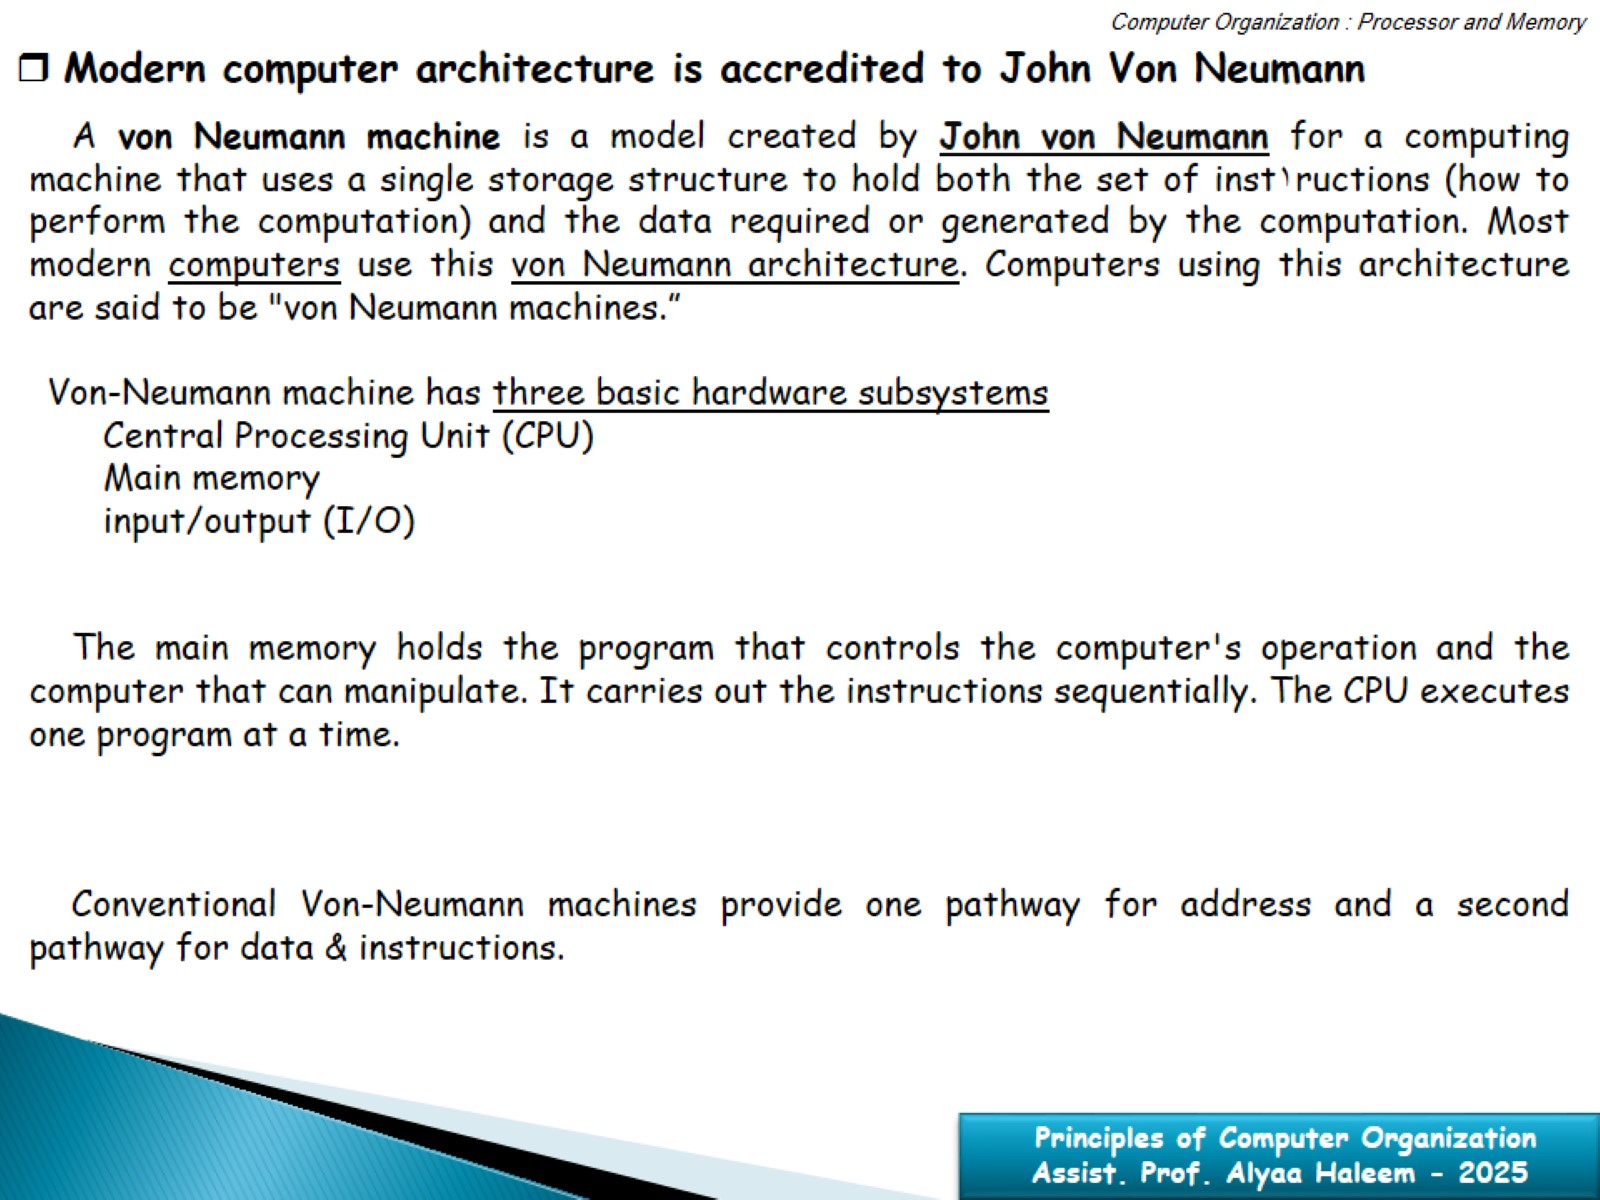 Computer Organization : Processor and Memory
❒ Modern computer architecture is accredited to John Von Neumann
A von Neumann machine is a model created by John von Neumann for a computing
machine that uses a single storage structure to hold both the set of inst١ructions (how to
perform the computation) and the data required or generated by the computation. Most
modern computers use this von Neumann architecture. Computers using this architecture
are said to be "von Neumann machines.”
Von-Neumann machine has three basic hardware subsystems
Central Processing Unit (CPU)
Main memory
input/output (I/O)
The main memory holds the program that controls the computer's operation and the
computer that can manipulate. It carries out the instructions sequentially. The CPU executes
one program at a time.
Conventional Von-Neumann machines provide one pathway for address and a second
pathway for data & instructions.
Principles of Computer Organization
Assist. Prof. Alyaa Haleem - 2025